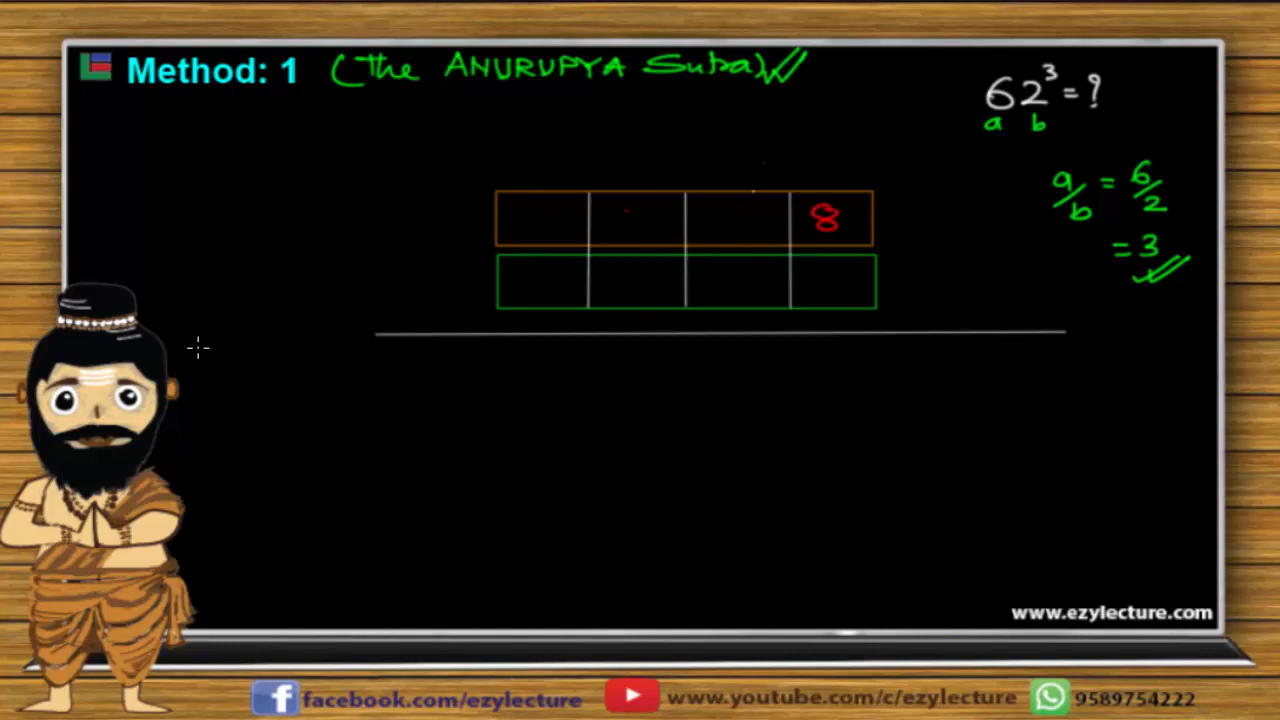 Method: 1 (The ANURUPYA Sutra)
62³ = ?
a b
a/b = 6/2
= 3
8
www.ezylecture.com
facebook.com/ezylecture www.youtube.com/c/ezylecture 9589754222